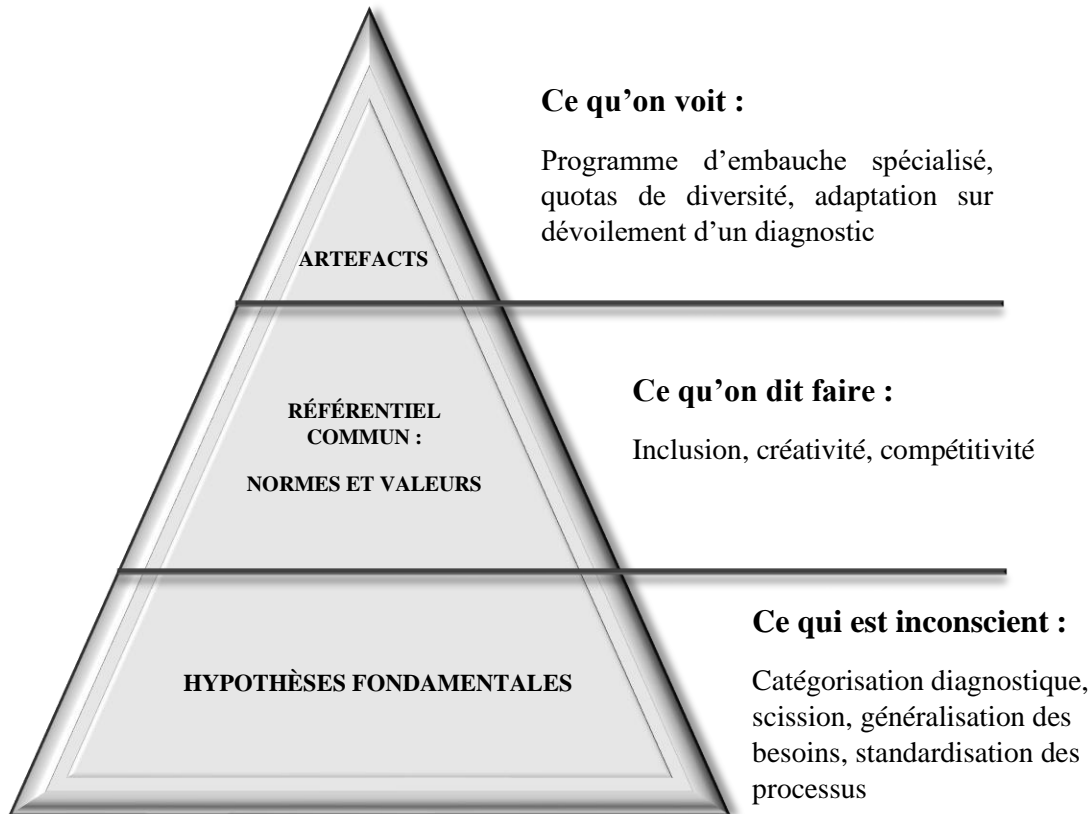 Ce qu’on voit :
Programme d’embauche spécialisé,
quotas de diversité, adaptation sur
dévoilement d’un diagnostic
ARTEFACTS
Ce qu’on dit faire :
RÉFÉRENTIEL
COMMUN :
Inclusion, créativité, compétitivité
NORMES ET VALEURS
Ce qui est inconscient :
HYPOTHÈSES FONDAMENTALES
Catégorisation diagnostique,
scission, généralisation des
besoins, standardisation des
processus